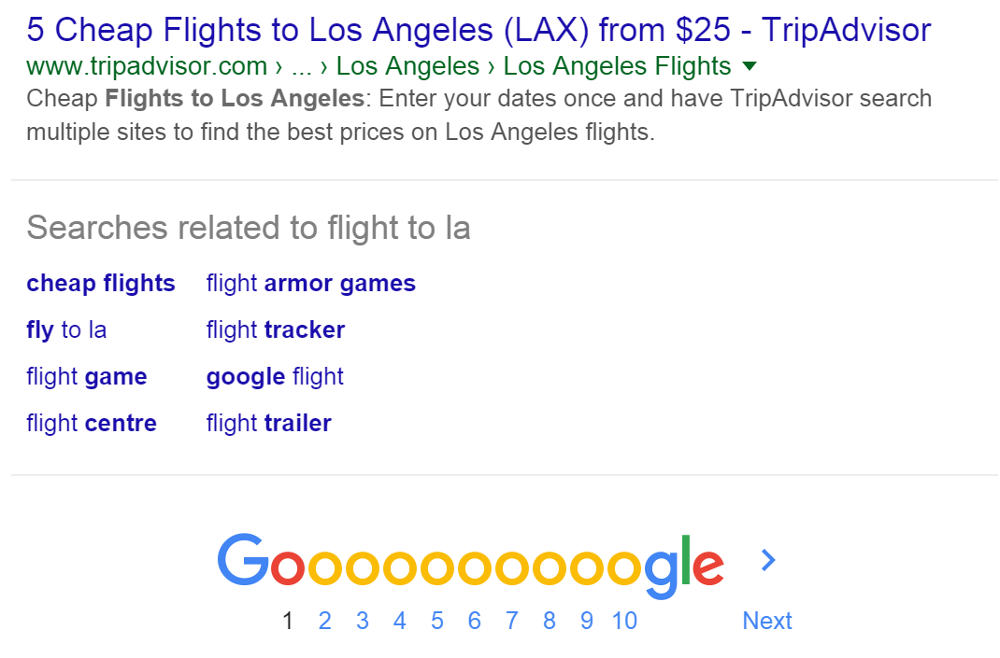 5 Cheap Flights to Los Angeles (LAX) from $25 - TripAdvisor
www.tripadvisor.com › ... › Los Angeles › Los Angeles Flights
Cheap Flights to Los Angeles: Enter your dates once and have TripAdvisor search
multiple sites to find the best prices on Los Angeles flights.
Searches related to flight to la
cheap flights flight armor games
fly to la flight tracker
flight game google flight
flight centre flight trailer
Goooooooooogle >
1 2 3 4 5 6 7 8 9 10 Next